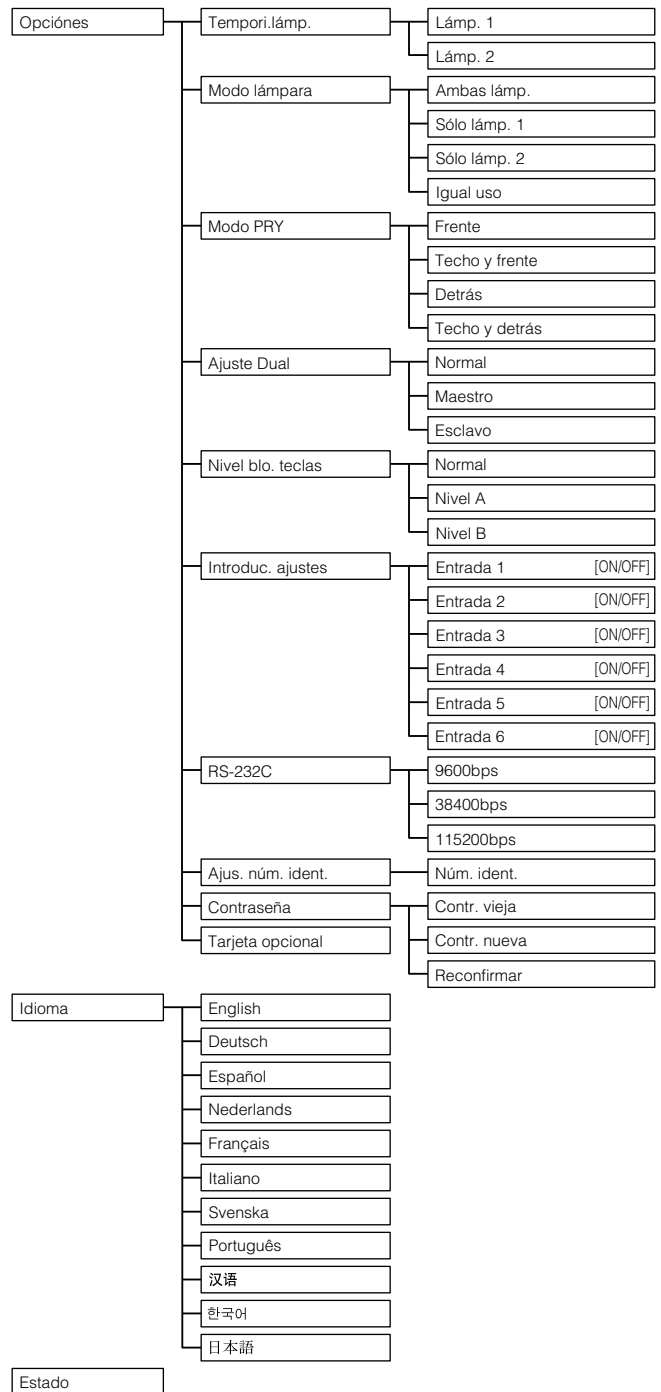 Opciónes Tempori.lámp. Lámp. 1
Lámp. 2
Modo lámpara Ambas lámp.
Sólo lámp. 1
Sólo lámp. 2
Igual uso
Modo PRY Frente
Techo y frente
Detrás
Techo y detrás
Ajuste Dual Normal
Maestro
Esclavo
Nivel blo. teclas Normal
Nivel A
Nivel B
Introduc. ajustes Entrada 1 [ON/OFF]
Entrada 2 [ON/OFF]
Entrada 3 [ON/OFF]
Entrada 4 [ON/OFF]
Entrada 5 [ON/OFF]
Entrada 6 [ON/OFF]
RS-232C 9600bps
38400bps
115200bps
Ajus. núm. ident. Núm. ident.
Contraseña Contr. vieja
Tarjeta opcional Contr. nueva
Reconfirmar
Idioma English
Deutsch
Español
Nederlands
Français
Italiano
Svenska
Português
汉语
한국어
日本語
Estado